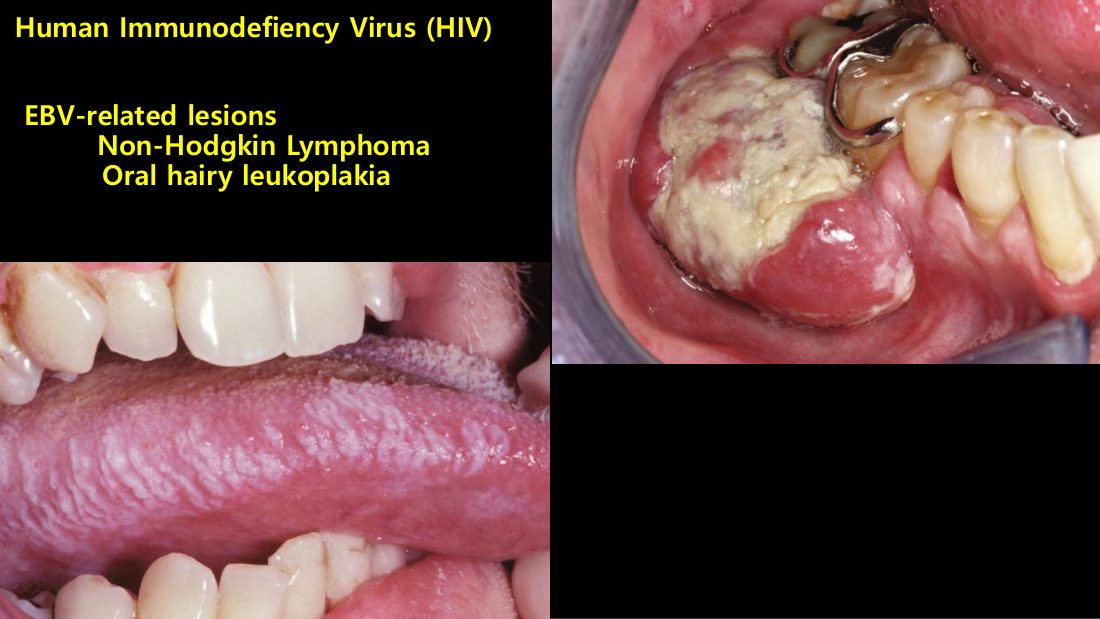 Human Immunodefiency Virus (HIV)
EBV-related lesions
Non-Hodgkin Lymphoma
Oral hairy leukoplakia